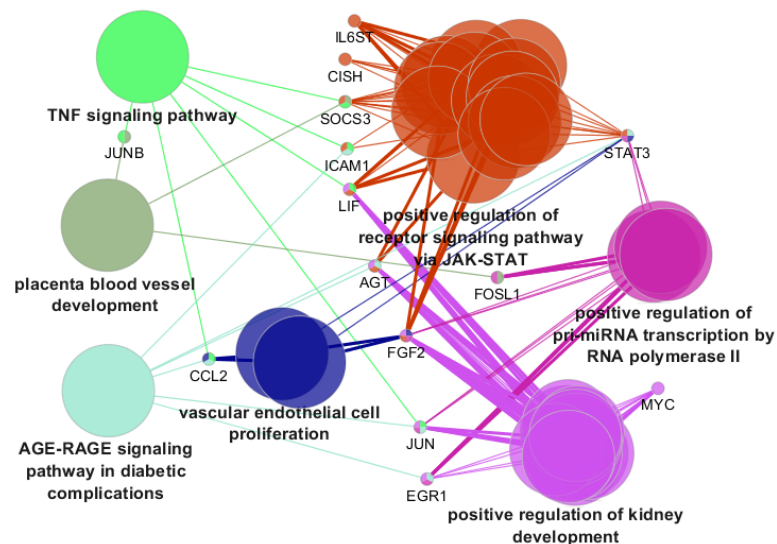 IL6ST
CISH
TNF signaling pathway
SOCS3
JUNB
ICAM1
STAT3
LIF
positive regulation of
receptor signaling pathway
via JAK-STAT
placenta blood vessel
development
AGT
FOSL1
positive regulation of
pri-miRNA transcription by
RNA polymerase II
FGF2
CCL2
vascular endothelial cell
proliferation
MYC
JUN
AGE-RAGE signaling
pathway in diabetic
complications
EGR1
positive regulation of kidney
development